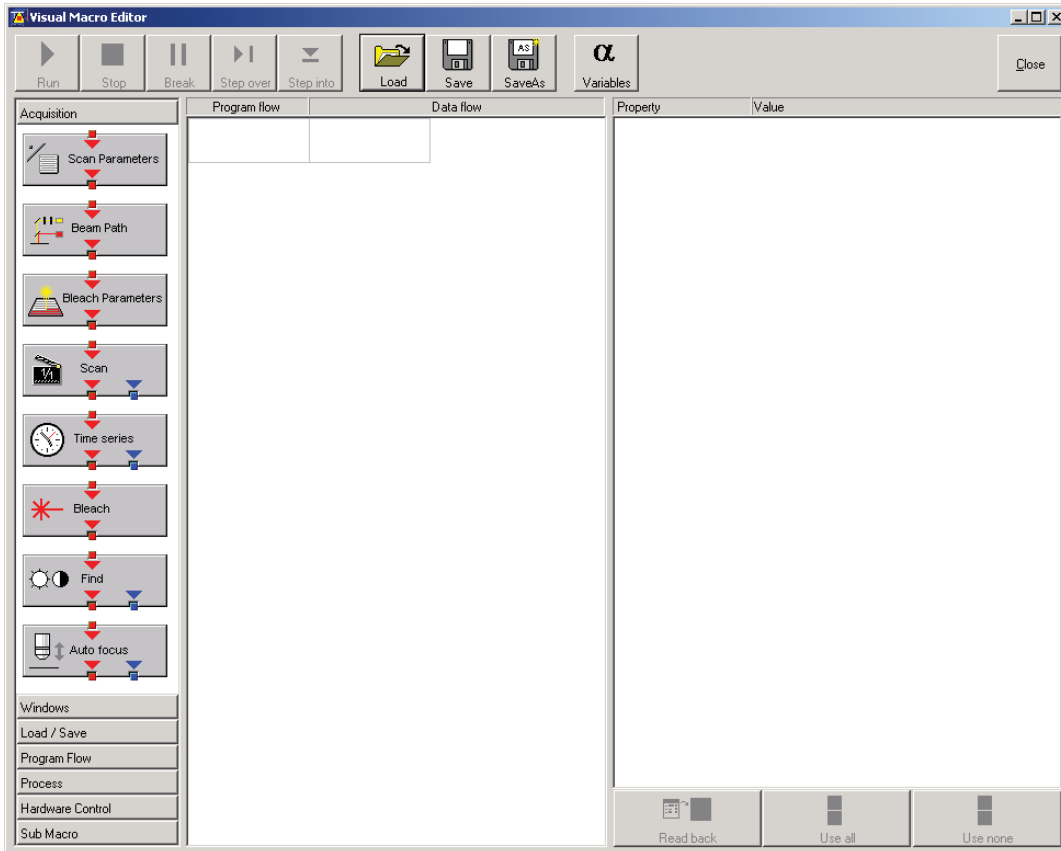 Visual Macro Editor
Run Stop Break Step over Step into Load Save AS SaveAs α Variables Close
Acquisition
Program flow Data flow Property Value
Scan Parameters
Beam Path
Bleach Parameters
1/1 Scan
Time series
Bleach
Find
Auto focus
Windows
Load / Save
Program Flow
Process
Hardware Control
Sub Macro
Read back Use all Use none